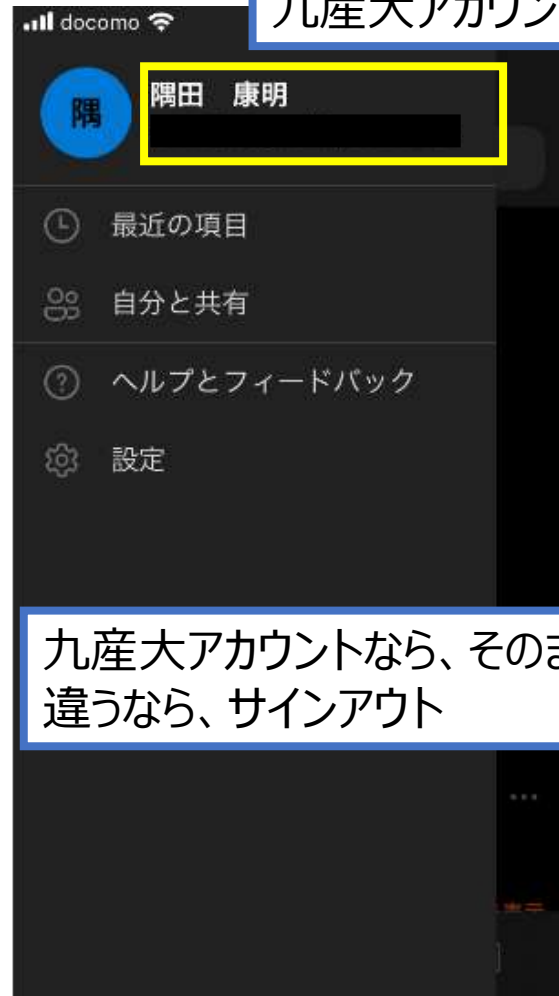 docomo
九産大アカウン
隅
隅田 康明
最近の項目
自分と共有
ヘルプとフィードバック
設定
九産大アカウントなら、そのま
違うなら、サインアウト
表示